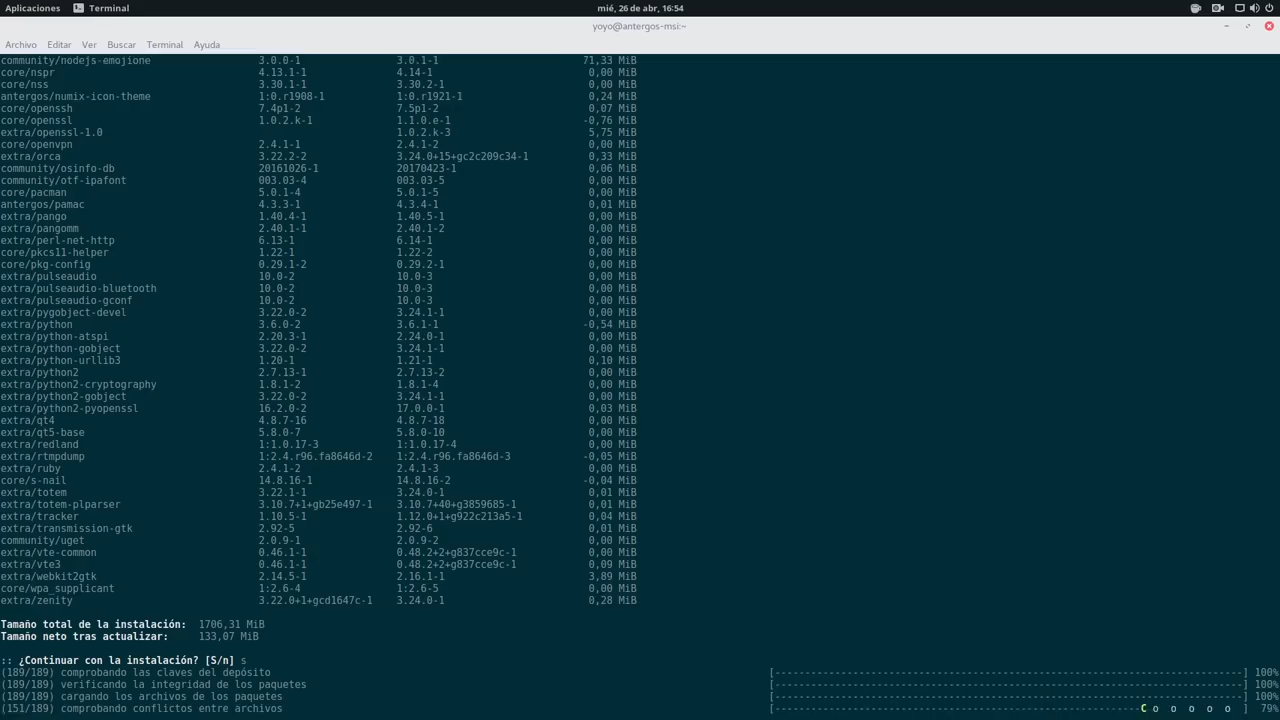 Aplicaciones Terminal mié, 26 de abr, 16:54
yoyo@antergos-msi:~
Archivo Editar Ver Buscar Terminal Ayuda
community/nodejs-emojione 3.0.0-1 3.0.1-1 71,33 MiB
core/nspr 4.13.1-1 4.14-1 0,00 MiB
core/nss 3.30.1-1 3.30.2-1 0,00 MiB
antergos/numix-icon-theme 1:0.r1908-1 1:0.r1921-1 0,24 MiB
core/openssh 7.4p1-2 7.5p1-2 0,07 MiB
core/openssl 1.0.2.k-1 1.1.0.e-1 -0,76 MiB
extra/openssl-1.0 1.0.2.k-3 5,75 MiB
core/openvpn 2.4.1-1 2.4.1-2 0,00 MiB
extra/orca 3.22.2-2 3.24.0+15+gc2c209c34-1 0,33 MiB
community/osinfo-db 20161026-1 20170423-1 0,06 MiB
community/otf-ipafont 003.03-4 003.03-5 0,00 MiB
core/pacman 5.0.1-4 5.0.1-5 0,00 MiB
antergos/pamac 4.3.3-1 4.3.4-1 0,01 MiB
extra/pango 1.40.4-1 1.40.5-1 0,00 MiB
extra/pangomm 2.40.1-1 2.40.1-2 0,00 MiB
extra/perl-net-http 6.13-1 6.14-1 0,00 MiB
core/pkcs11-helper 1.22-1 1.22-2 0,00 MiB
core/pkg-config 0.29.1-2 0.29.2-1 0,00 MiB
extra/pulseaudio 10.0-2 10.0-3 0,00 MiB
extra/pulseaudio-bluetooth 10.0-2 10.0-3 0,00 MiB
extra/pulseaudio-gconf 10.0-2 10.0-3 0,00 MiB
extra/pygobject-devel 3.22.0-2 3.24.1-1 0,00 MiB
extra/python 3.6.0-2 3.6.1-1 -0,54 MiB
extra/python-atspi 2.20.3-1 2.24.0-1 0,00 MiB
extra/python-gobject 3.22.0-2 3.24.1-1 0,00 MiB
extra/python-urllib3 1.20-1 1.21-1 0,10 MiB
extra/python2 2.7.13-1 2.7.13-2 0,00 MiB
extra/python2-cryptography 1.8.1-2 1.8.1-4 0,00 MiB
extra/python2-gobject 3.22.0-2 3.24.1-1 0,00 MiB
extra/python2-pyopenssl 16.2.0-2 17.0.0-1 0,03 MiB
extra/qt4 4.8.7-16 4.8.7-18 0,00 MiB
extra/qt5-base 5.8.0-7 5.8.0-10 0,00 MiB
extra/redland 1:1.0.17-3 1:1.0.17-4 0,00 MiB
extra/rtmpdump 1:2.4.r96.fa8646d-2 1:2.4.r96.fa8646d-3 -0,05 MiB
extra/ruby 2.4.1-2 2.4.1-3 0,00 MiB
core/s-nail 14.8.16-1 14.8.16-2 -0,04 MiB
extra/totem 3.22.1-1 3.24.0-1 0,01 MiB
extra/totem-plparser 3.10.7+1+gb25e497-1 3.10.7+40+g3859685-1 0,01 MiB
extra/tracker 1.10.5-1 1.12.0+1+g922c213a5-1 0,04 MiB
extra/transmission-gtk 2.92-5 2.92-6 0,01 MiB
community/uget 2.0.9-1 2.0.9-2 0,00 MiB
extra/vte-common 0.46.1-1 0.48.2+2+g837cce9c-1 0,00 MiB
extra/vte3 0.46.1-1 0.48.2+2+g837cce9c-1 0,09 MiB
extra/webkit2gtk 2.14.5-1 2.16.1-1 3,89 MiB
core/wpa_supplicant 1:2.6-4 1:2.6-5 0,00 MiB
extra/zenity 3.22.0+1+gcd1647c-1 3.24.0-1 0,28 MiB
Tamaño total de la instalación: 1706,31 MiB
Tamaño neto tras actualizar: 133,07 MiB
:: ¿Continuar con la instalación? [S/n] s
(189/189) comprobando las claves del depósito [------------------------------] 100%
(189/189) verificando la integridad de los paquetes [------------------------------] 100%
(189/189) cargando los archivos de los paquetes [------------------------------] 100%
(151/189) comprobando conflictos entre archivos [------------------------C o o o o o ] 79%